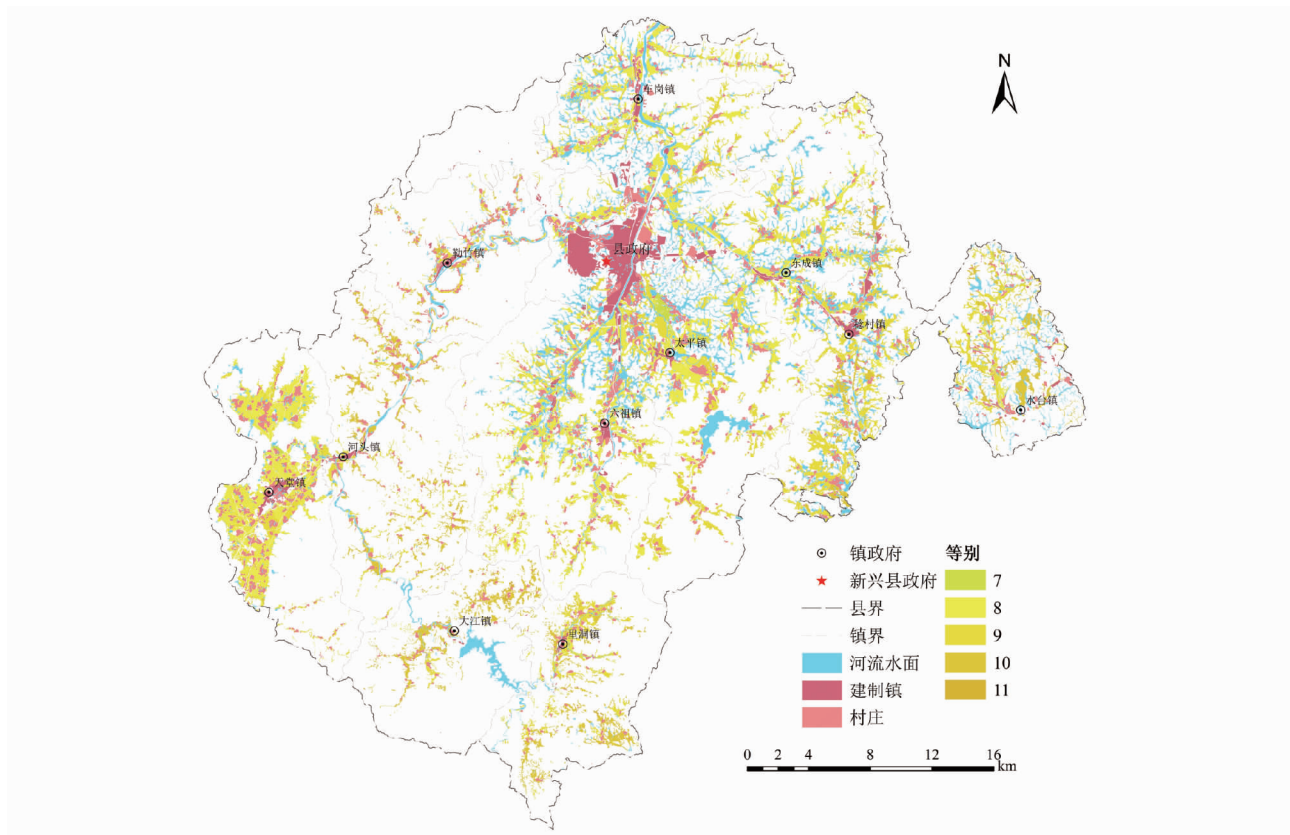 N
车岗镇
县政府
勒竹镇
东成镇
稔村镇
太平镇
水台镇
六祖镇
河头镇
天堂镇
大江镇
里洞镇
镇政府 等别
新兴县政府 7
县界 8
镇界 9
河流水面 10
建制镇 11
村庄
0 2 4 8 12 16
km